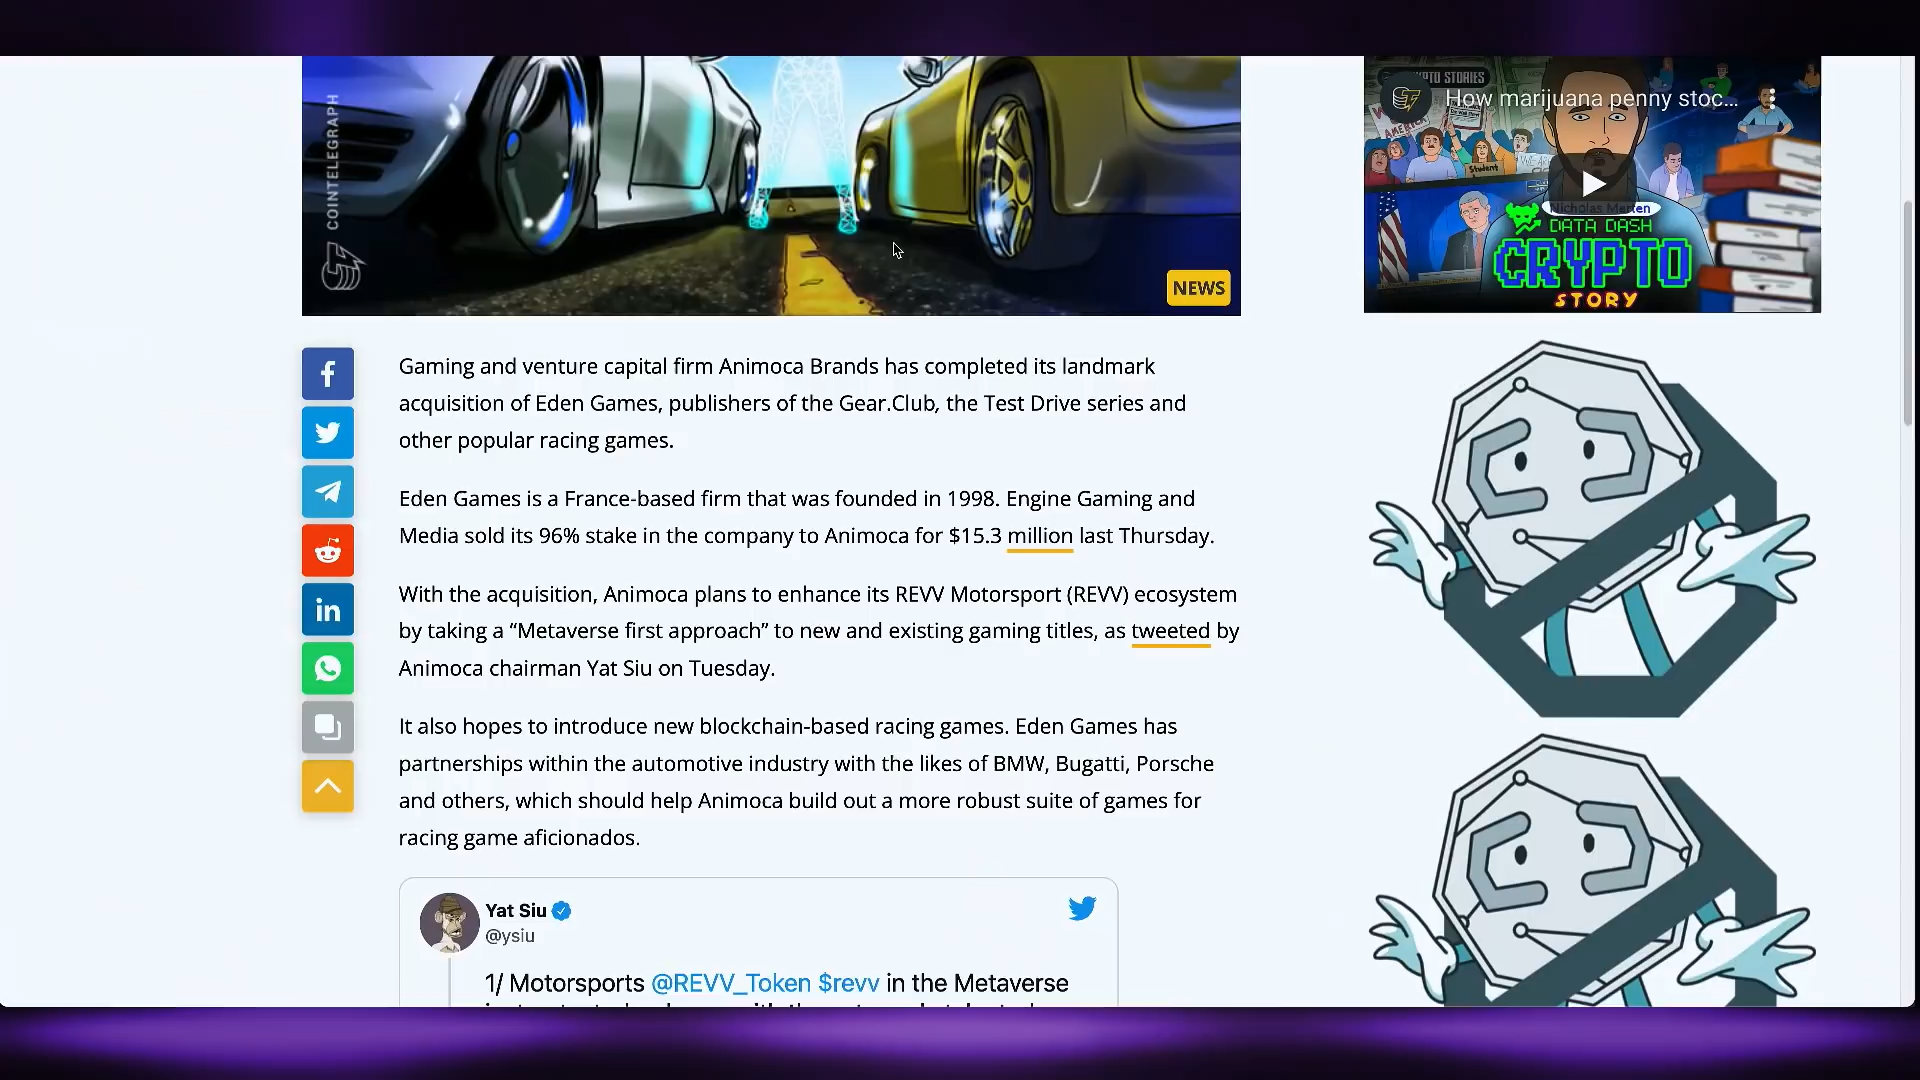 COINTELEGRAPH
NEWS
CRYPTO STORIES
How marijuana penny stoc...
AMERICA
Student
Nicholas Merten
DATA DASH
CRYPTO
STORY
Gaming and venture capital firm Animoca Brands has completed its landmark
acquisition of Eden Games, publishers of the Gear.Club, the Test Drive series and
other popular racing games.
Eden Games is a France-based firm that was founded in 1998. Engine Gaming and
Media sold its 96% stake in the company to Animoca for $15.3 million last Thursday.
With the acquisition, Animoca plans to enhance its REVV Motorsport (REVV) ecosystem
by taking a “Metaverse first approach” to new and existing gaming titles, as tweeted by
Animoca chairman Yat Siu on Tuesday.
It also hopes to introduce new blockchain-based racing games. Eden Games has
partnerships within the automotive industry with the likes of BMW, Bugatti, Porsche
and others, which should help Animoca build out a more robust suite of games for
racing game aficionados.
Yat Siu
@ysiu
1/ Motorsports @REVV_Token $revv in the Metaverse